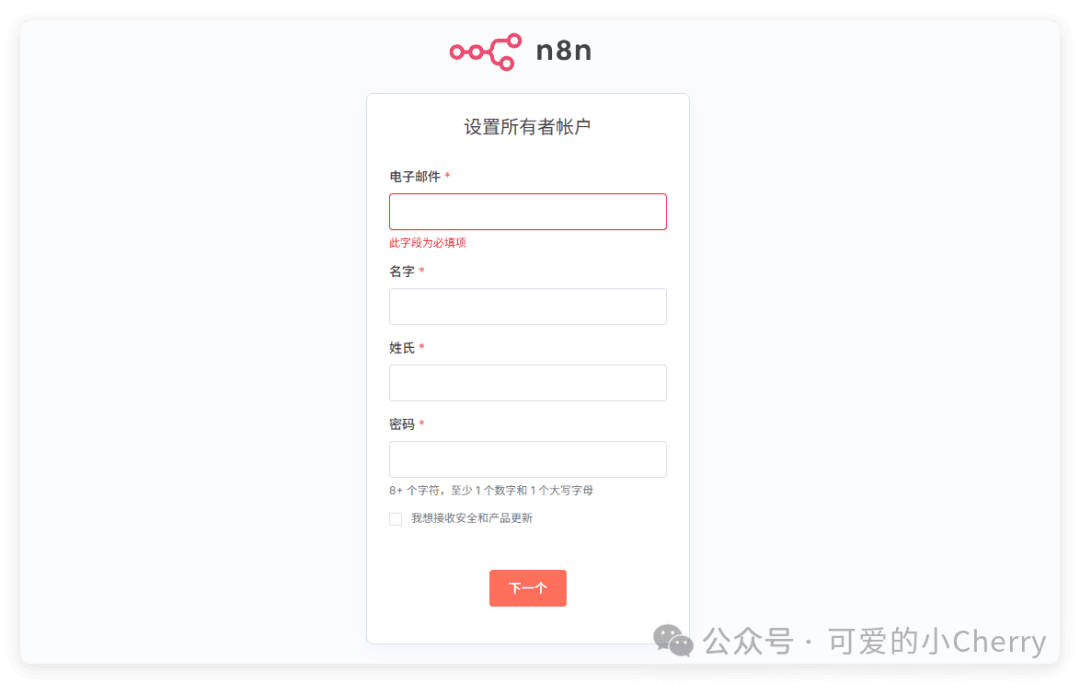 n8n
设置所有者帐户
电子邮件 *
此字段为必填项
名字 *
姓氏 *
密码 *
8+ 个字符，至少 1 个数字和 1 个大写字母
我想接收安全和产品更新
下一个
公众号 · 可爱的小Cherry